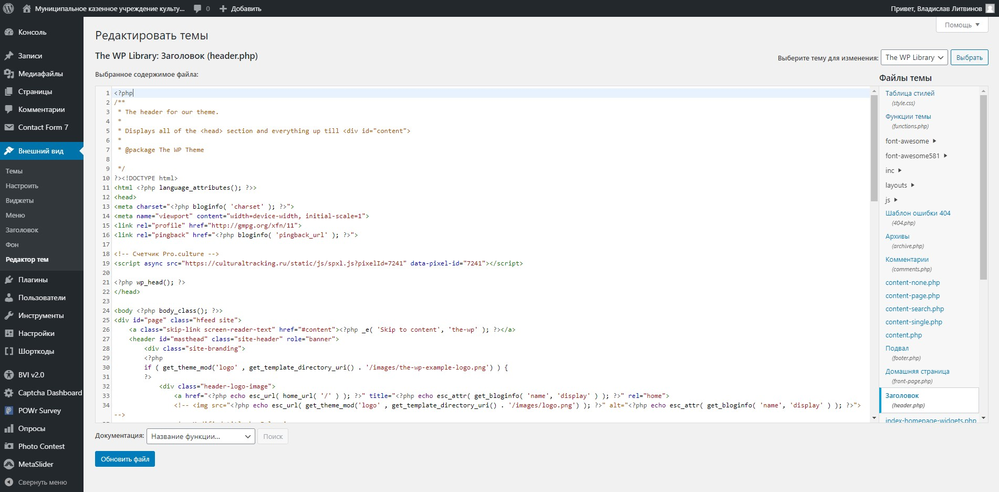 Муниципальное казенное учреждение культу... 0 Добавить Привет, Владислав Литвинов
Помощь
Консоль
Записи
Медиафайлы
Страницы
Комментарии
Contact Form 7
Внешний вид
Темы
Настроить
Виджеты
Меню
Заголовок
Фон
Редактор тем
Плагины
Пользователи
Инструменты
Настройки
Шорткоды
BVI v2.0
Captcha Dashboard
POWr Survey
Опросы
Photo Contest
MetaSlider
Свернуть меню
Редактировать темы
The WP Library: Заголовок (header.php)
Выберите тему для изменения: The WP Library Выбрать
Выбранное содержимое файла:
1 <?php
2 /**
3 * The header for our theme.
4 *
5 * Displays all of the <head> section and everything up till <div id="content">
6 *
7 * @package The WP Theme
8
9 */
10 ?><!DOCTYPE html>
11 <html <?php language_attributes(); ?>>
12 <head>
13 <meta charset="<?php bloginfo( 'charset' ); ?>">
14 <meta name="viewport" content="width=device-width, initial-scale=1">
15 <link rel="profile" href="http://gmpg.org/xfn/11">
16 <link rel="pingback" href="<?php bloginfo( 'pingback_url' ); ?>">
17
18 <!-- Счетчик Pro.culture -->
19 <script async src="https://culturaltracking.ru/static/js/spxl.js?pixelId=7241" data-pixel-id="7241"></script>
20
21 <?php wp_head(); ?>
22 </head>
23
24 <body <?php body_class(); ?>>
25 <div id="page" class="hfeed site">
26 <a class="skip-link screen-reader-text" href="#content"><?php _e( 'Skip to content', 'the-wp' ); ?></a>
27 <header id="masthead" class="site-header" role="banner">
28 <div class="site-branding">
29 <?php
30 if ( get_theme_mod('logo' , get_template_directory_uri() . '/images/the-wp-example-logo.png') ) {
31 ?>
32 <div class="header-logo-image">
33 <a href="<?php echo esc_url( home_url( '/' ) ); ?>" title="<?php echo esc_attr( get_bloginfo( 'name', 'display' ) ); ?>" rel="home">
34 <!-- <img src="<?php echo esc_url( get_theme_mod('logo' , get_template_directory_uri() . '/images/logo.png') ); ?>" alt="<?php echo esc_attr( get_bloginfo( 'name', 'display' ) ); ?>">
-->
Файлы темы
Таблица стилей
(style.css)
Функции темы
(functions.php)
font-awesome
font-awesome581
inc
layouts
js
Шаблон ошибки 404
(404.php)
Архивы
(archive.php)
Комментарии
(comments.php)
content-none.php
content-page.php
content-search.php
content-single.php
content.php
Подвал
(footer.php)
Домашняя страница
(front-page.php)
Заголовок
(header.php)
index-homepage-widgets.php
Документация: Название функции... Поиск
Обновить файл